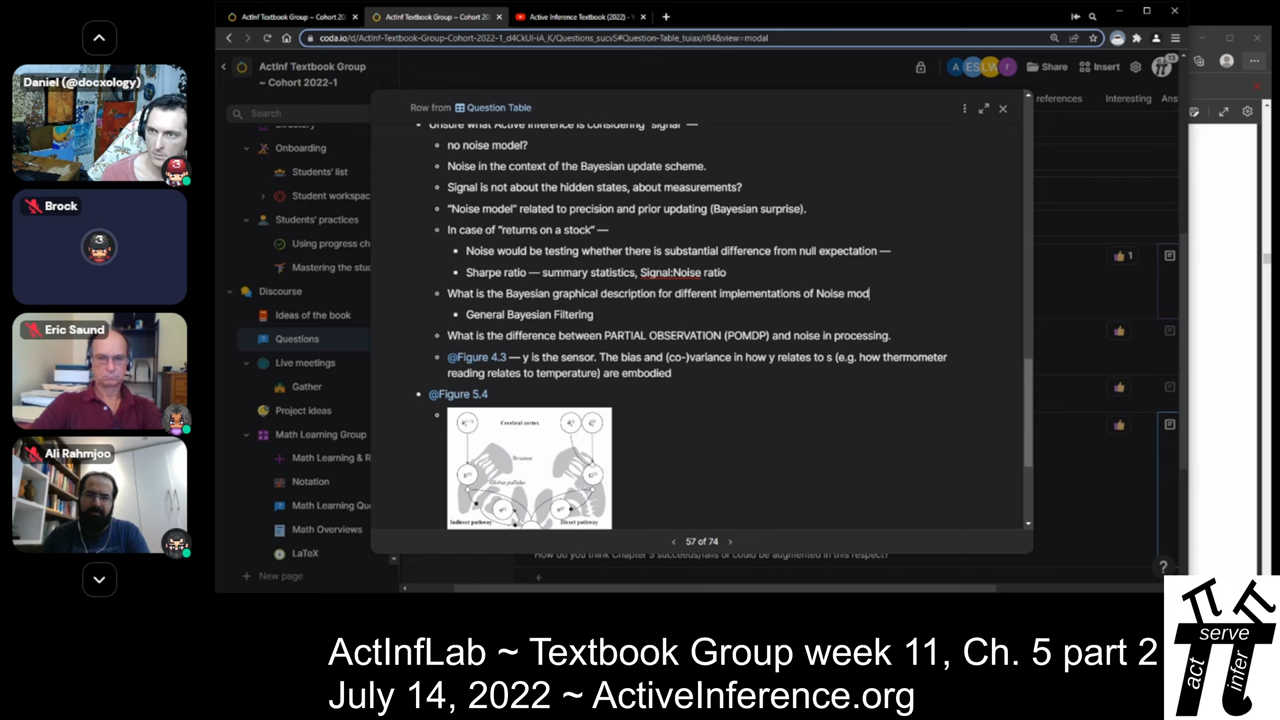 ActInf Textbook Group ~ Cohort 20
ActInf Textbook Group ~ Cohort 20
Active Inference Textbook (2022) -
coda.io/d/ActInf-Textbook-Group-Cohort-2022-1_d4CkUI-iA_K/Questions_sucvS#Question-Table_tuiax/r84&view=modal
ActInf Textbook Group
~ Cohort 2022-1
A ES LW r
Share
Insert
Search
Row from Question Table
references
Interesting
Ans
Directory
Unsure what Active Inference is considering "signal" —
Onboarding
no noise model?
Students' list
Noise in the context of the Bayesian update scheme.
Student workspac
Signal is not about the hidden states, about measurements?
Students' practices
"Noise model" related to precision and prior updating (Bayesian surprise).
Using progress ch
In case of "returns on a stock" —
Mastering the stu
Noise would be testing whether there is substantial difference from null expectation —
1
Discourse
Sharpe ratio — summary statistics, Signal:Noise ratio
Ideas of the book
What is the Bayesian graphical description for different implementations of Noise mod
Questions
General Bayesian Filtering
Live meetings
What is the difference between PARTIAL OBSERVATION (POMDP) and noise in processing.
Gather
@Figure 4.3 — y is the sensor. The bias and (co-)variance in how y relates to s (e.g. how thermometer
reading relates to temperature) are embodied
Project ideas
@Figure 5.4
Math Learning Group
Math Learning & R
Notation
Math Learning Qu
Math Overviews
LaTeX
New page
Cerebral cortex
Striatum
Globus pallidus
Indirect pathway
Direct pathway
57 of 74
How do you think Chapter 5 succeeds/fails or could be augmented in this respect?
Daniel (@docxology)
Brock
Eric Saund
Ali Rahmjoo
ActInfLab ~ Textbook Group week 11, Ch. 5 part 2
July 14, 2022 ~ ActiveInference.org
serve
act
infer